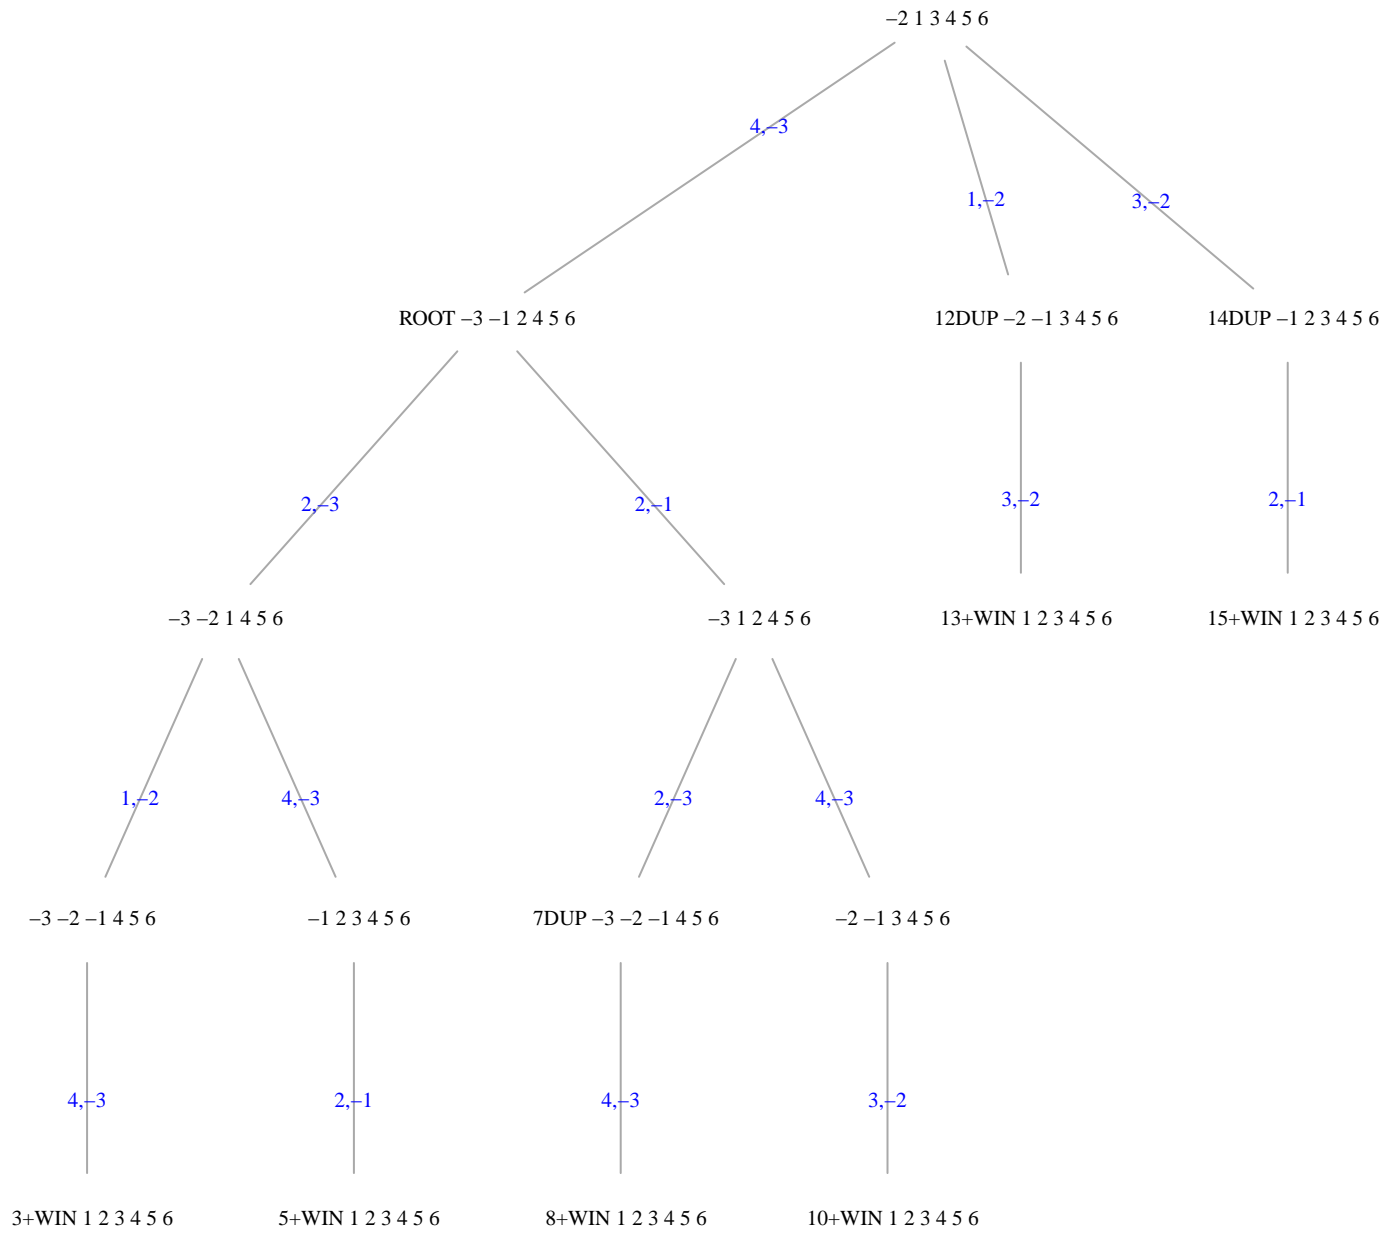 −2 1 3 4 5 6
4,−3
1,−2
3,−2
ROOT −3 −1 2 4 5 6
12DUP −2 −1 3 4 5 6
14DUP −1 2 3 4 5 6
2,−3
2,−1
3,−2
2,−1
−3 −2 1 4 5 6
−3 1 2 4 5 6
13+WIN 1 2 3 4 5 6
15+WIN 1 2 3 4 5 6
1,−2
4,−3
2,−3
4,−3
−3 −2 −1 4 5 6
−1 2 3 4 5 6
7DUP −3 −2 −1 4 5 6
−2 −1 3 4 5 6
4,−3
2,−1
4,−3
3,−2
3+WIN 1 2 3 4 5 6
5+WIN 1 2 3 4 5 6
8+WIN 1 2 3 4 5 6
10+WIN 1 2 3 4 5 6